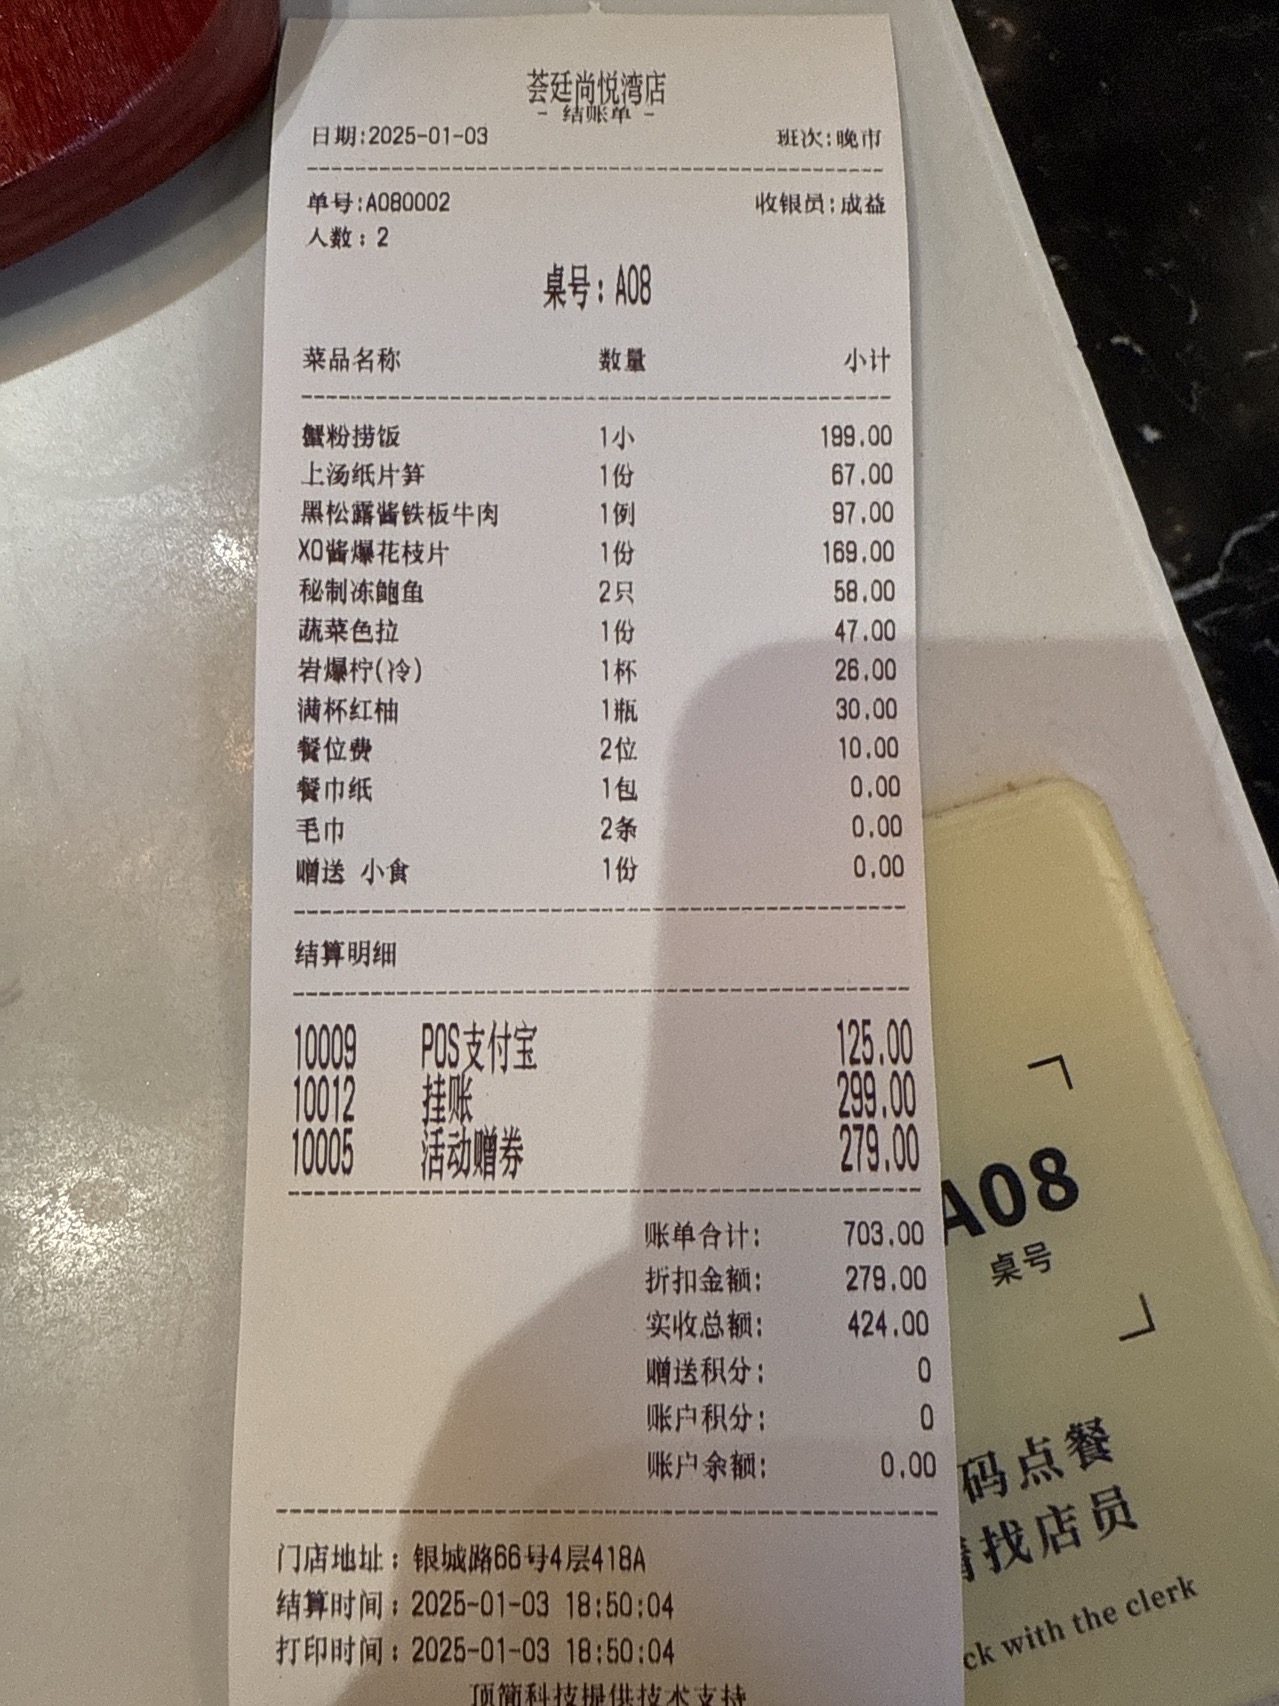 荟廷尚悦湾店
- 结账单 -
日期:2025-01-03 班次:晚市
单号:A080002 收银员:成益
人数: 2
桌号: A08
菜品名称 数量 小计
蟹粉捞饭 1小 199.00
上汤纸片笋 1份 67.00
黑松露酱铁板牛肉 1例 97.00
XO酱爆花枝片 1份 169.00
秘制冻鲍鱼 2只 58.00
蔬菜色拉 1份 47.00
岩爆柠(冷) 1杯 26.00
满杯红柚 1瓶 30.00
餐位费 2位 10.00
餐巾纸 1包 0.00
毛巾 2条 0.00
赠送 小食 1份 0.00
结算明细
10009 POS支付宝 125.00
10012 挂账 299.00
10005 活动赠券 279.00
账单合计: 703.00
折扣金额: 279.00
实收总额: 424.00
赠送积分: 0
账户积分: 0
账户余额: 0.00
门店地址: 银城路66号4层418A
结算时间: 2025-01-03 18:50:04
打印时间: 2025-01-03 18:50:04
顶简科技提供技术支持
A08
桌号
码点餐
请找店员
ck with the clerk